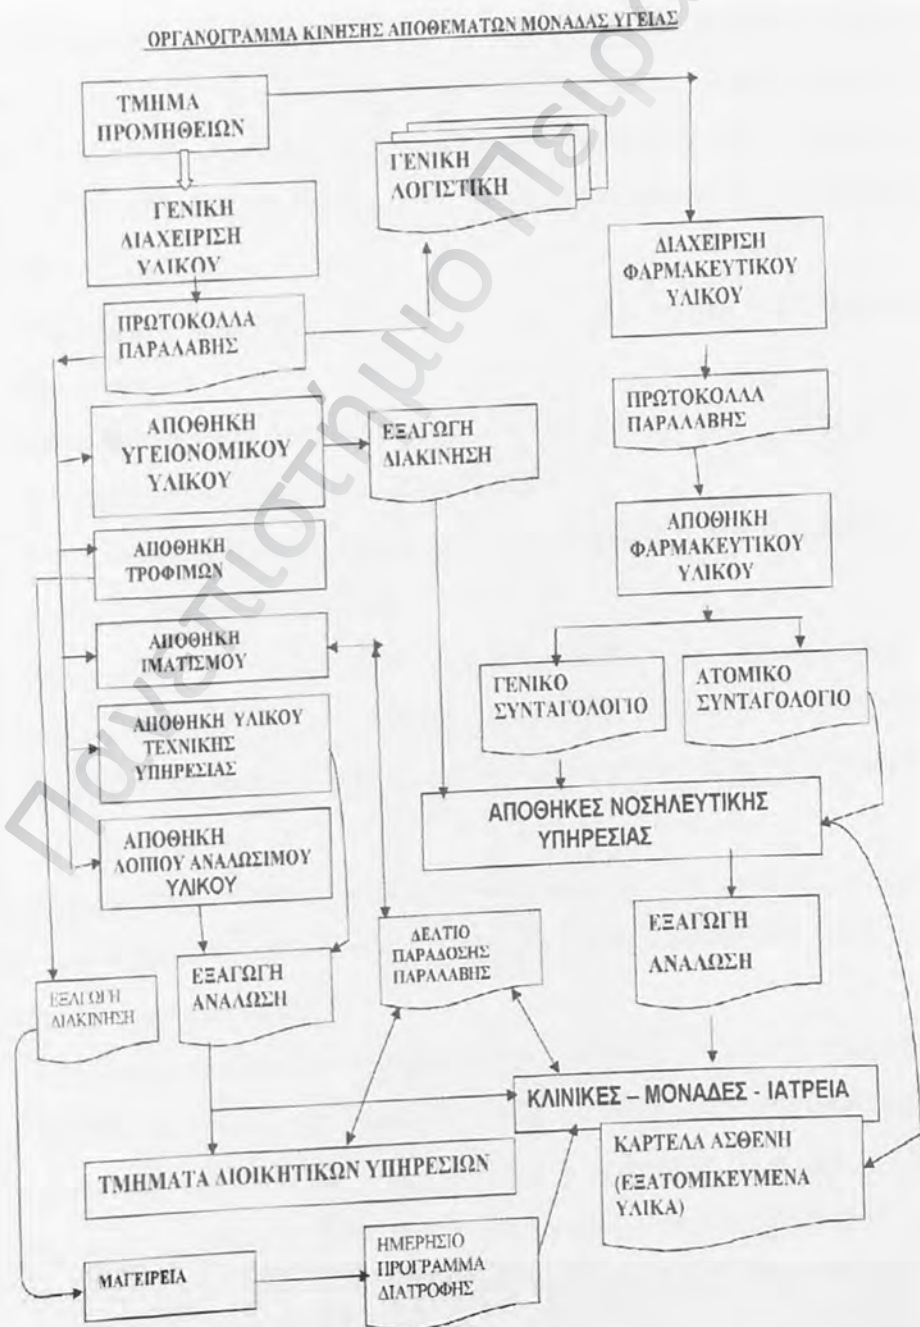 ΟΡΓΑΝΟΓΡΑΜΜΑ ΚΙΝΗΣΗΣ ΑΠΟΘΕΜΑΤΩΝ ΜΟΝΑΔΑΣ ΥΓΕΙΑΣ
ΤΜΗΜΑ
ΠΡΟΜΗΘΕΙΩΝ
ΓΕΝΙΚΗ
ΛΟΓΙΣΤΙΚΗ
ΓΕΝΙΚΗ
ΔΙΑΧΕΙΡΙΣΗ
ΥΛΙΚΟΥ
ΔΙΑΧΕΙΡΙΣΗ
ΦΑΡΜΑΚΕΥΤΙΚΟΥ
ΥΛΙΚΟΥ
ΠΡΩΤΟΚΟΛΛΑ
ΠΑΡΑΛΑΒΗΣ
ΠΡΩΤΟΚΟΛΛΑ
ΠΑΡΑΛΑΒΗΣ
ΑΠΟΘΗΚΗ
ΥΓΕΙΟΝΟΜΙΚΟΥ
ΥΛΙΚΟΥ
ΕΞΑΓΩΓΗ
ΔΙΑΚΙΝΗΣΗ
ΑΠΟΘΗΚΗ
ΦΑΡΜΑΚΕΥΤΙΚΟΥ
ΥΛΙΚΟΥ
ΑΠΟΘΗΚΗ
ΤΡΟΦΙΜΩΝ
ΑΠΟΘΗΚΗ
ΙΜΑΤΙΣΜΟΥ
ΓΕΝΙΚΟ
ΣΥΝΤΑΓΟΛΟΓΙΟ
ΑΤΟΜΙΚΟ
ΣΥΝΤΑΓΟΛΟΓΙΟ
ΑΠΟΘΗΚΗ ΥΛΙΚΟΥ
ΤΕΧΝΙΚΗΣ
ΥΠΗΡΕΣΙΑΣ
ΑΠΟΘΗΚΕΣ ΝΟΣΗΛΕΥΤΙΚΗΣ
ΥΠΗΡΕΣΙΑΣ
ΑΠΟΘΗΚΗ
ΛΟΙΠΟΥ ΑΝΑΛΩΣΙΜΟΥ
ΥΛΙΚΟΥ
ΕΞΑΓΩΓΗ
ΔΙΑΚΙΝΗΣΗ
ΕΞΑΓΩΓΗ
ΑΝΑΛΩΣΗ
ΔΕΛΤΙΟ
ΠΑΡΑΔΟΣΗΣ
ΠΑΡΑΛΑΒΗΣ
ΕΞΑΓΩΓΗ
ΑΝΑΛΩΣΗ
ΚΛΙΝΙΚΕΣ – ΜΟΝΑΔΕΣ - ΙΑΤΡΕΙΑ
ΤΜΗΜΑΤΑ ΔΙΟΙΚΗΤΙΚΩΝ ΥΠΗΡΕΣΙΩΝ
ΚΑΡΤΕΛΑ ΑΣΘΕΝΗ
(ΕΞΑΤΟΜΙΚΕΥΜΕΝΑ
ΥΛΙΚΑ)
ΜΑΓΕΙΡΕΙΑ
ΗΜΕΡΗΣΙΟ
ΠΡΟΓΡΑΜΜΑ
ΔΙΑΤΡΟΦΗΣ
Πανεπιστήμιο